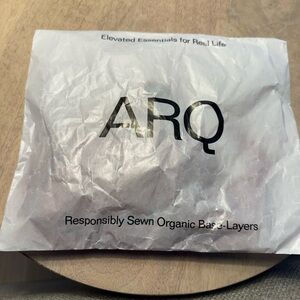 Elevated Essentials for Real Life
ARQ
Responsibly Sewn Organic Base-Layers